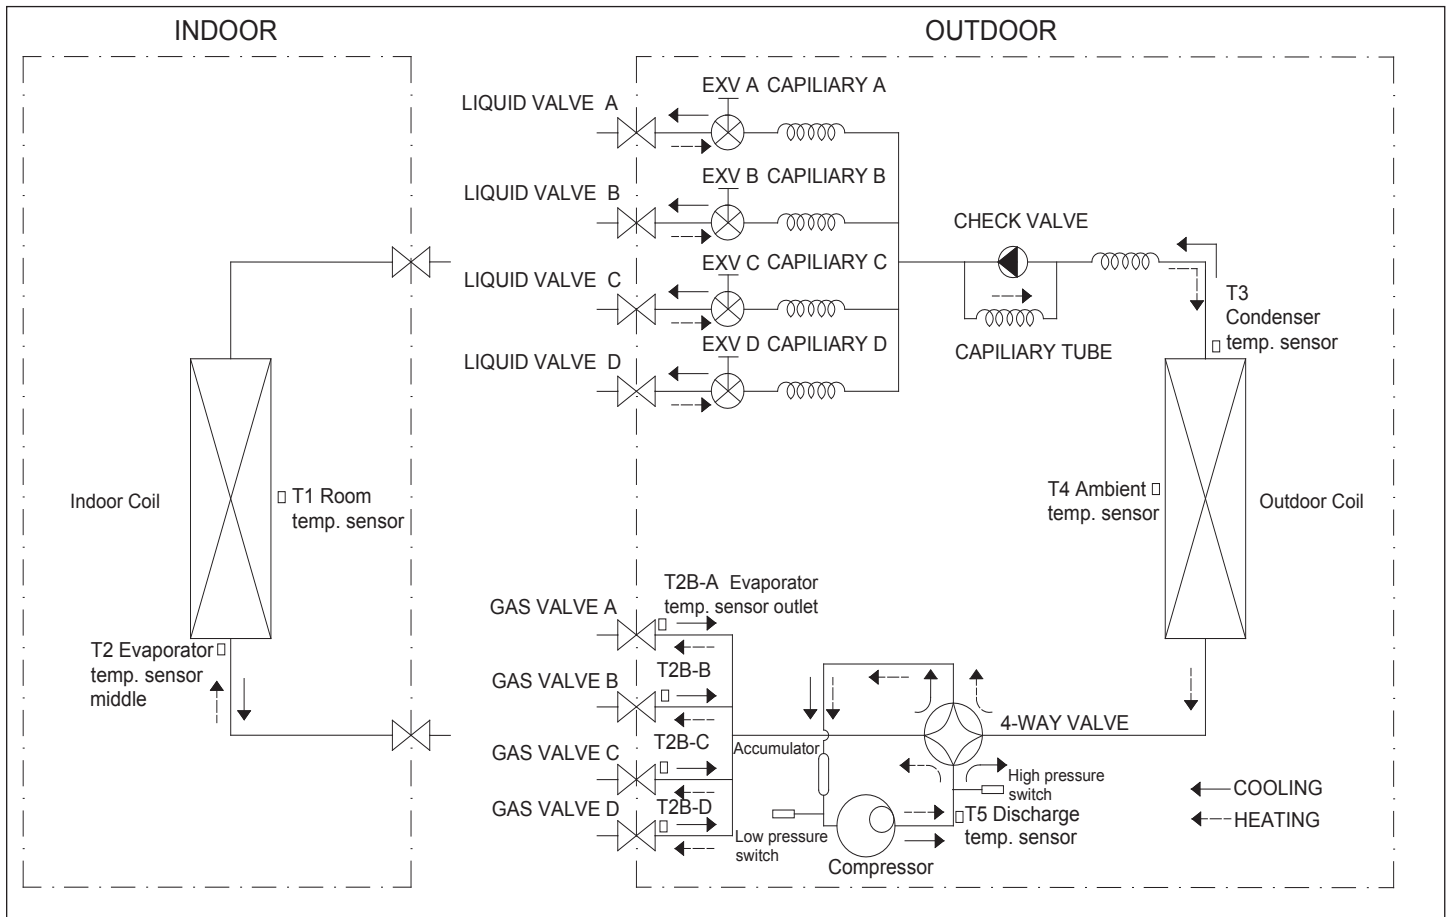 INDOOR
OUTDOOR
LIQUID VALVE  A
EXV A  CAPILIARY A
LIQUID VALVE  B
EXV B  CAPILIARY B
LIQUID VALVE  C
EXV C  CAPILIARY C
LIQUID VALVE  D
EXV D  CAPILIARY D
CHECK VALVE
CAPILIARY TUBE
T3
Condenser
temp. sensor
Indoor Coil
T1 Room
temp. sensor
T4 Ambient
temp. sensor
Outdoor Coil
T2 Evaporator
temp. sensor
middle
GAS VALVE A
T2B-A  Evaporator
temp. sensor outlet
GAS VALVE B
T2B-B
GAS VALVE C
T2B-C
GAS VALVE D
T2B-D
Accumulator
4-WAY VALVE
High pressure
switch
Low pressure
switch
T5 Discharge
temp. sensor
Compressor
COOLING
HEATING